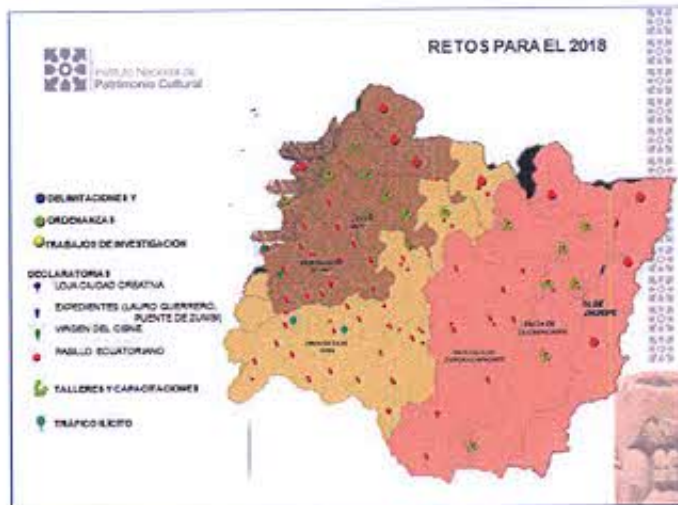 RETOS PARA EL 2018
Instituto Nacional de
Patrimonio Cultural
DELIMITACIONES Y
ORDENANZAS
TRABAJOS DE INVESTIGACIÓN
DECLARATORIAS
LOJA CIUDAD CREATIVA
EXPEDIENTES (LAURO GUERRERO,
PUENTE DE ZUMBI)
VIRGEN DEL CISNE
PASILLO ECUATORIANO
TALLERES Y CAPACITACIONES
TRÁFICO ILÍCITO